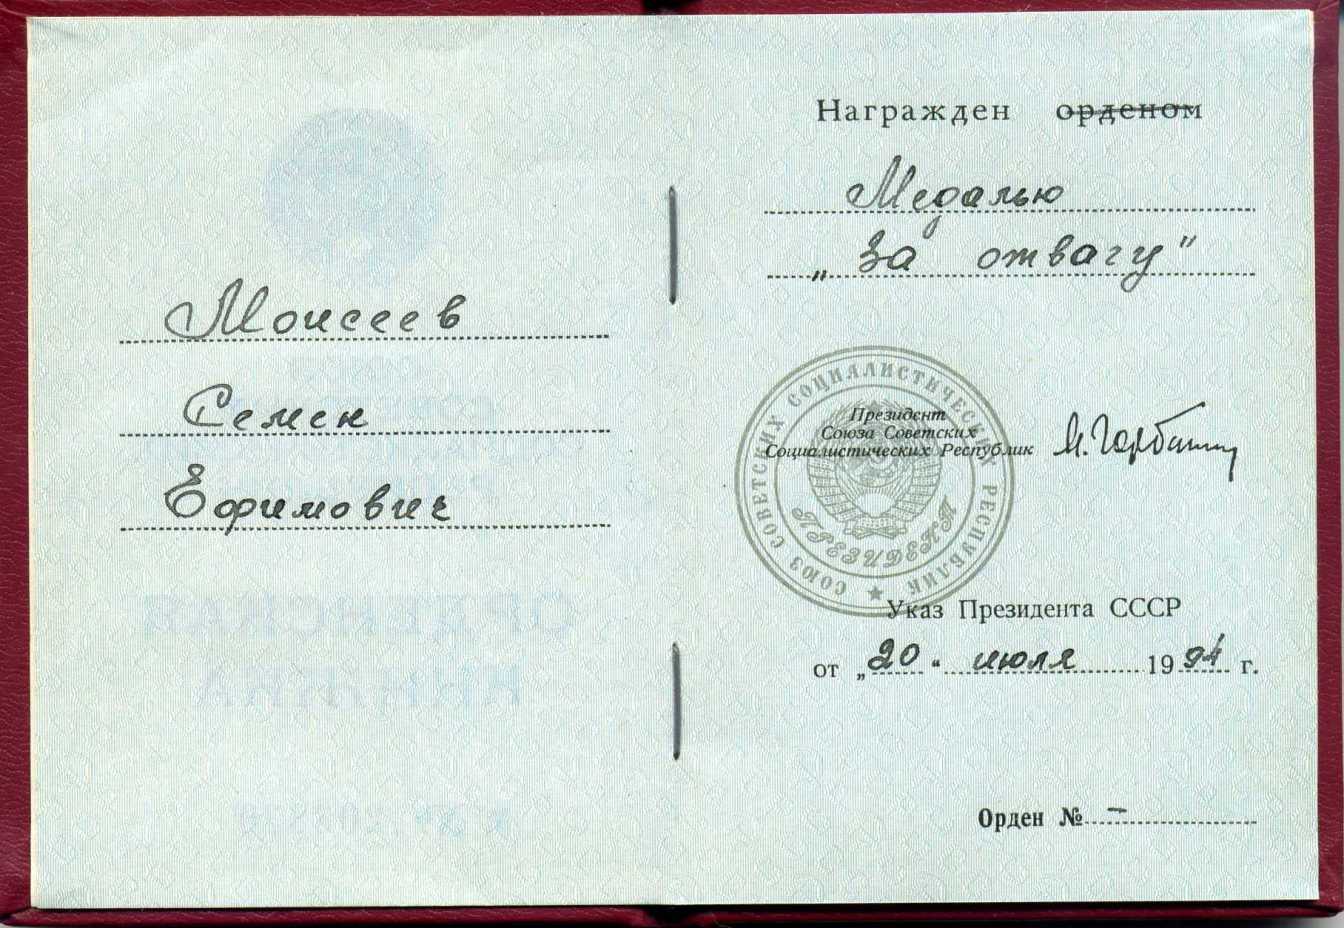 Моисеев
Семен
Ефимович
Награжден орденом
Медалью
„За отвагу"
СОЮЗ СОВЕТСКИХ СОЦИАЛИСТИЧЕСКИХ РЕСПУБЛИК
ПРЕЗИДЕНТ
Президент
Союза Советских
Социалистических Республик
М. Горбачев
Указ Президента СССР
от „20" июля 1991 г.
Орден № –